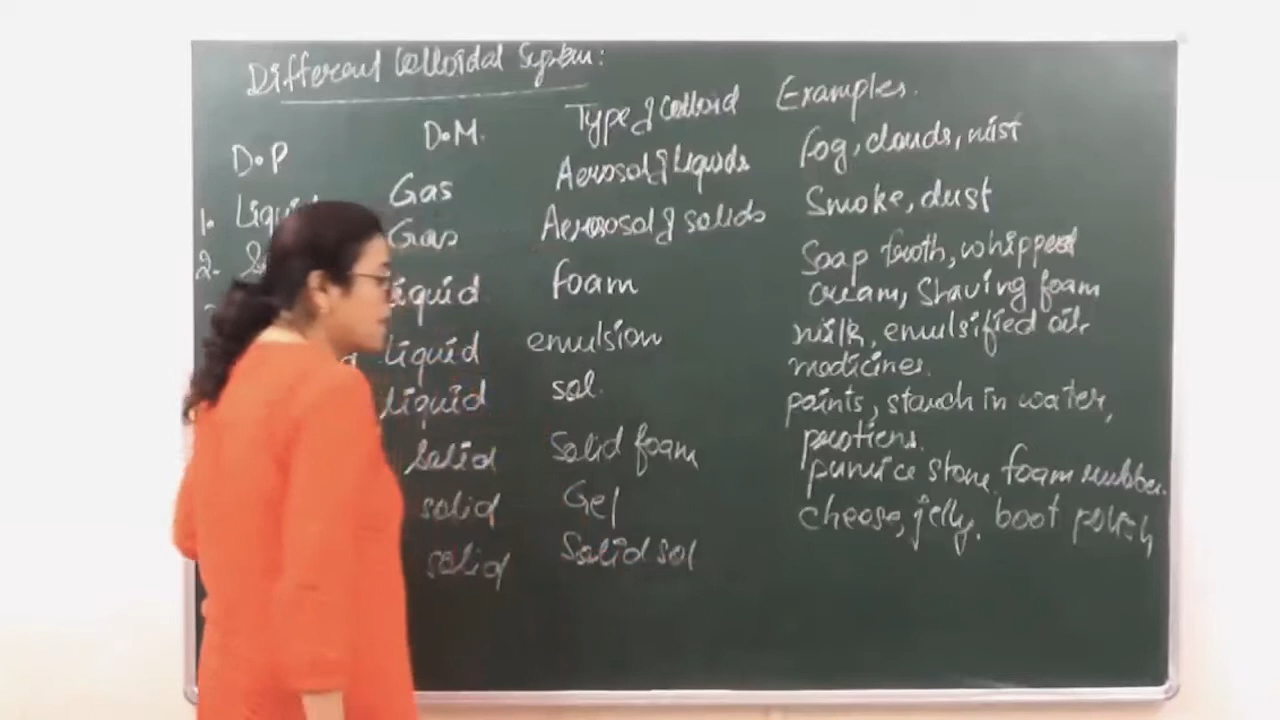 Different Colloidal System:
D.P D.M. Type of Colloid Examples.
1. Liquid Gas Aerosol of Liquids fog, clouds, mist
2. Gas Aerosol of solids Smoke, dust
liquid foam Soap froth, whipped
cream, Shaving foam
liquid emulsion milk, emulsified oil
medicines.
liquid sol. paints, starch in water,
protiens.
Solid Solid foam pumice stone, foam rubber.
solid Gel cheese, jelly, boot polish
solid Solid sol